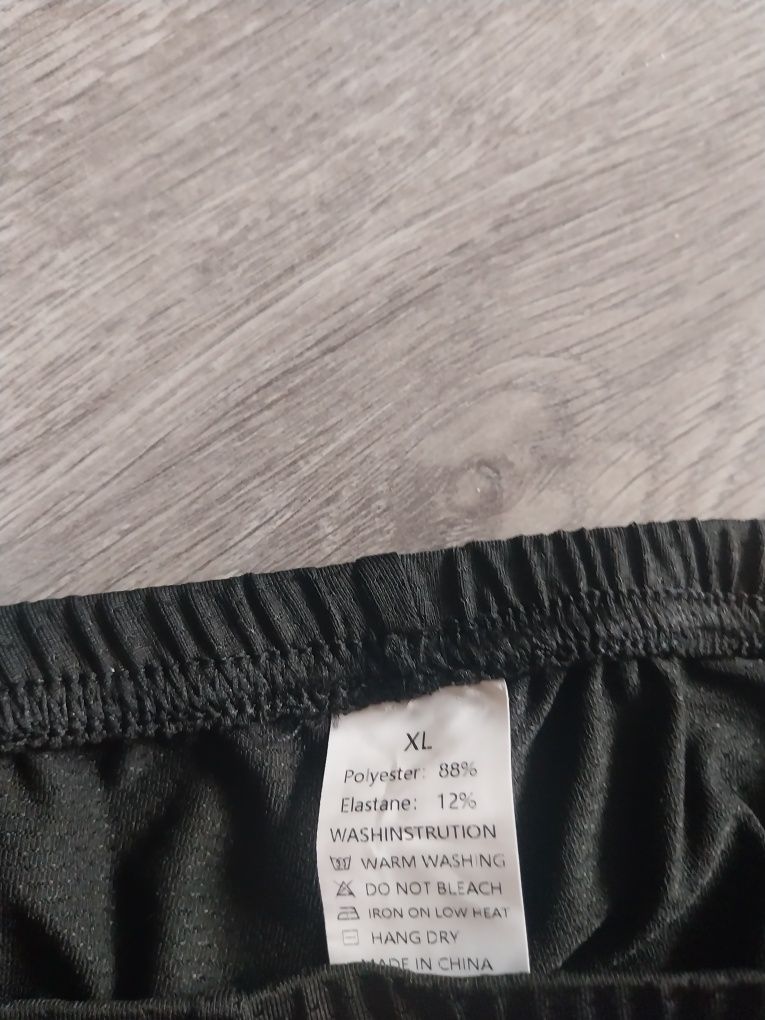 XL
Polyester: 88%
Elastane: 12%
WASHINSTRUTION
WARM WASHING
DO NOT BLEACH
IRON ON LOW HEAT
HANG DRY
MADE IN CHINA